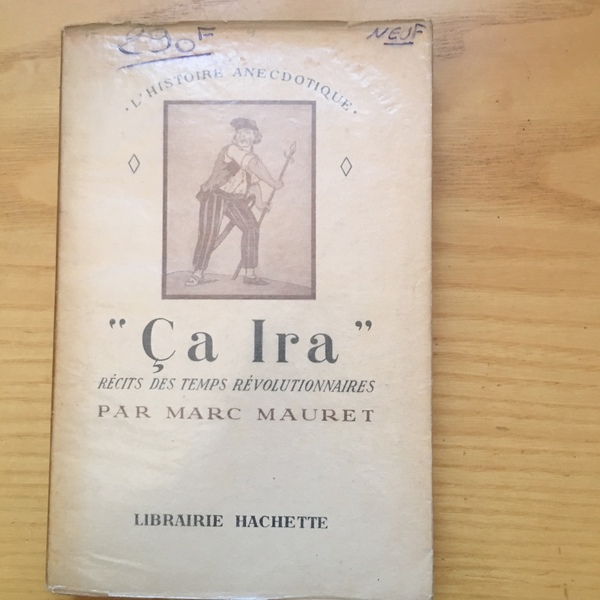 NEUF
·L'HISTOIRE ANECDOTIQUE·
"Ça Ira"
RÉCITS DES TEMPS RÉVOLUTIONNAIRES
PAR MARC MAURET
LIBRAIRIE HACHETTE